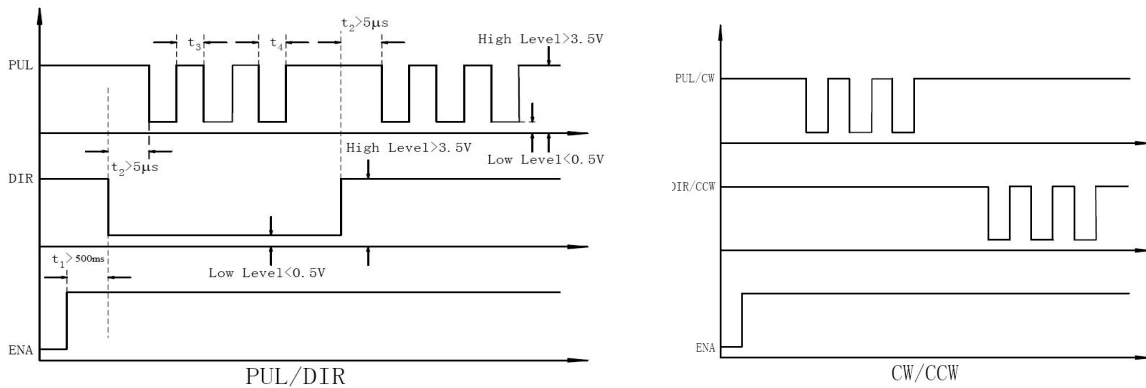 t₂>5μs
t₃
t₄
High Level>3.5V
PUL
High Level>3.5V
Low Level<0.5V
t₂>5μs
DIR
t₁>500ms
Low Level<0.5V
ENA
PUL/DIR
PUL/CW
DIR/CCW
ENA
CW/CCW